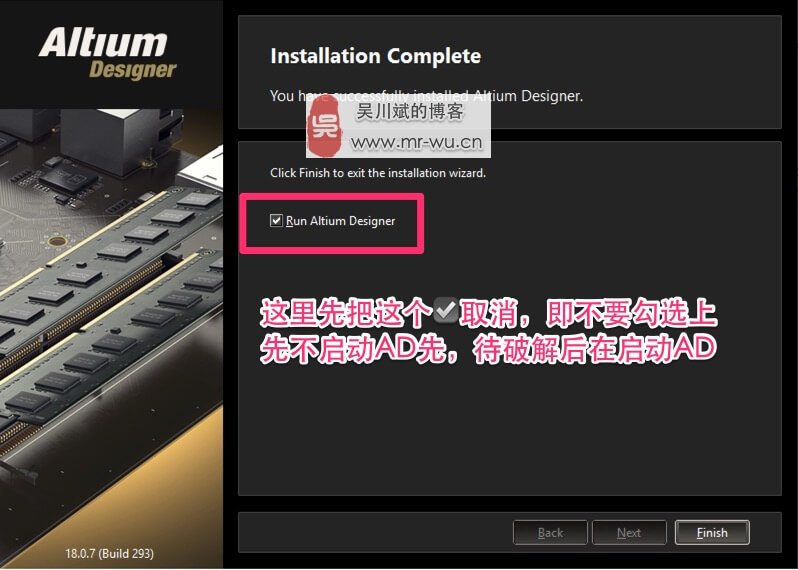 Altium
Designer
Installation Complete
You have successfully installed Altium Designer.
吴川斌的博客
吳
www.mr-wu.cn
Click Finish to exit the installation wizard.
Run Altium Designer
这里先把这个取消，即不要勾选上
先不启动AD先，待破解后在启动AD
18.0.7 (Build 293)
Back
Next
Finish